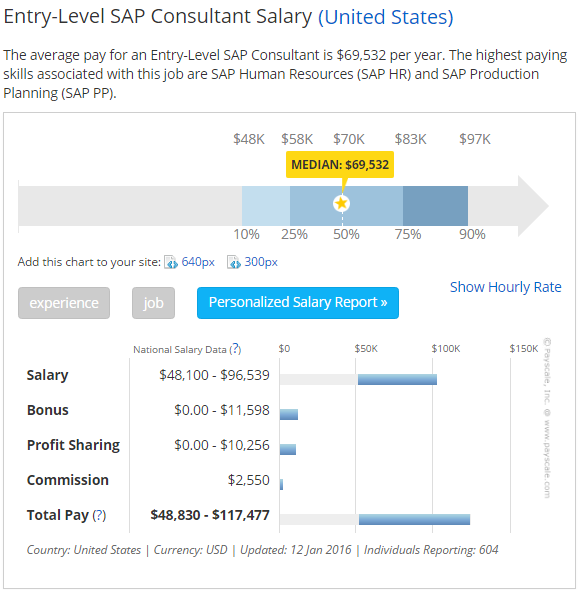 Entry-Level SAP Consultant Salary (United States)
The average pay for an Entry-Level SAP Consultant is $69,532 per year. The highest paying
skills associated with this job are SAP Human Resources (SAP HR) and SAP Production
Planning (SAP PP).
$48K $58K $70K $83K $97K
MEDIAN: $69,532
10% 25% 50% 75% 90%
Add this chart to your site: 640px 300px
Show Hourly Rate
experience job Personalized Salary Report »
National Salary Data (?) $0 $50K $100K $150K
Salary $48,100 - $96,539
Bonus $0.00 - $11,598
Profit Sharing $0.00 - $10,256
Commission $2,550
Total Pay (?) $48,830 - $117,477
© Payscale, Inc. @ www.payscale.com
Country: United States | Currency: USD | Updated: 12 Jan 2016 | Individuals Reporting: 604